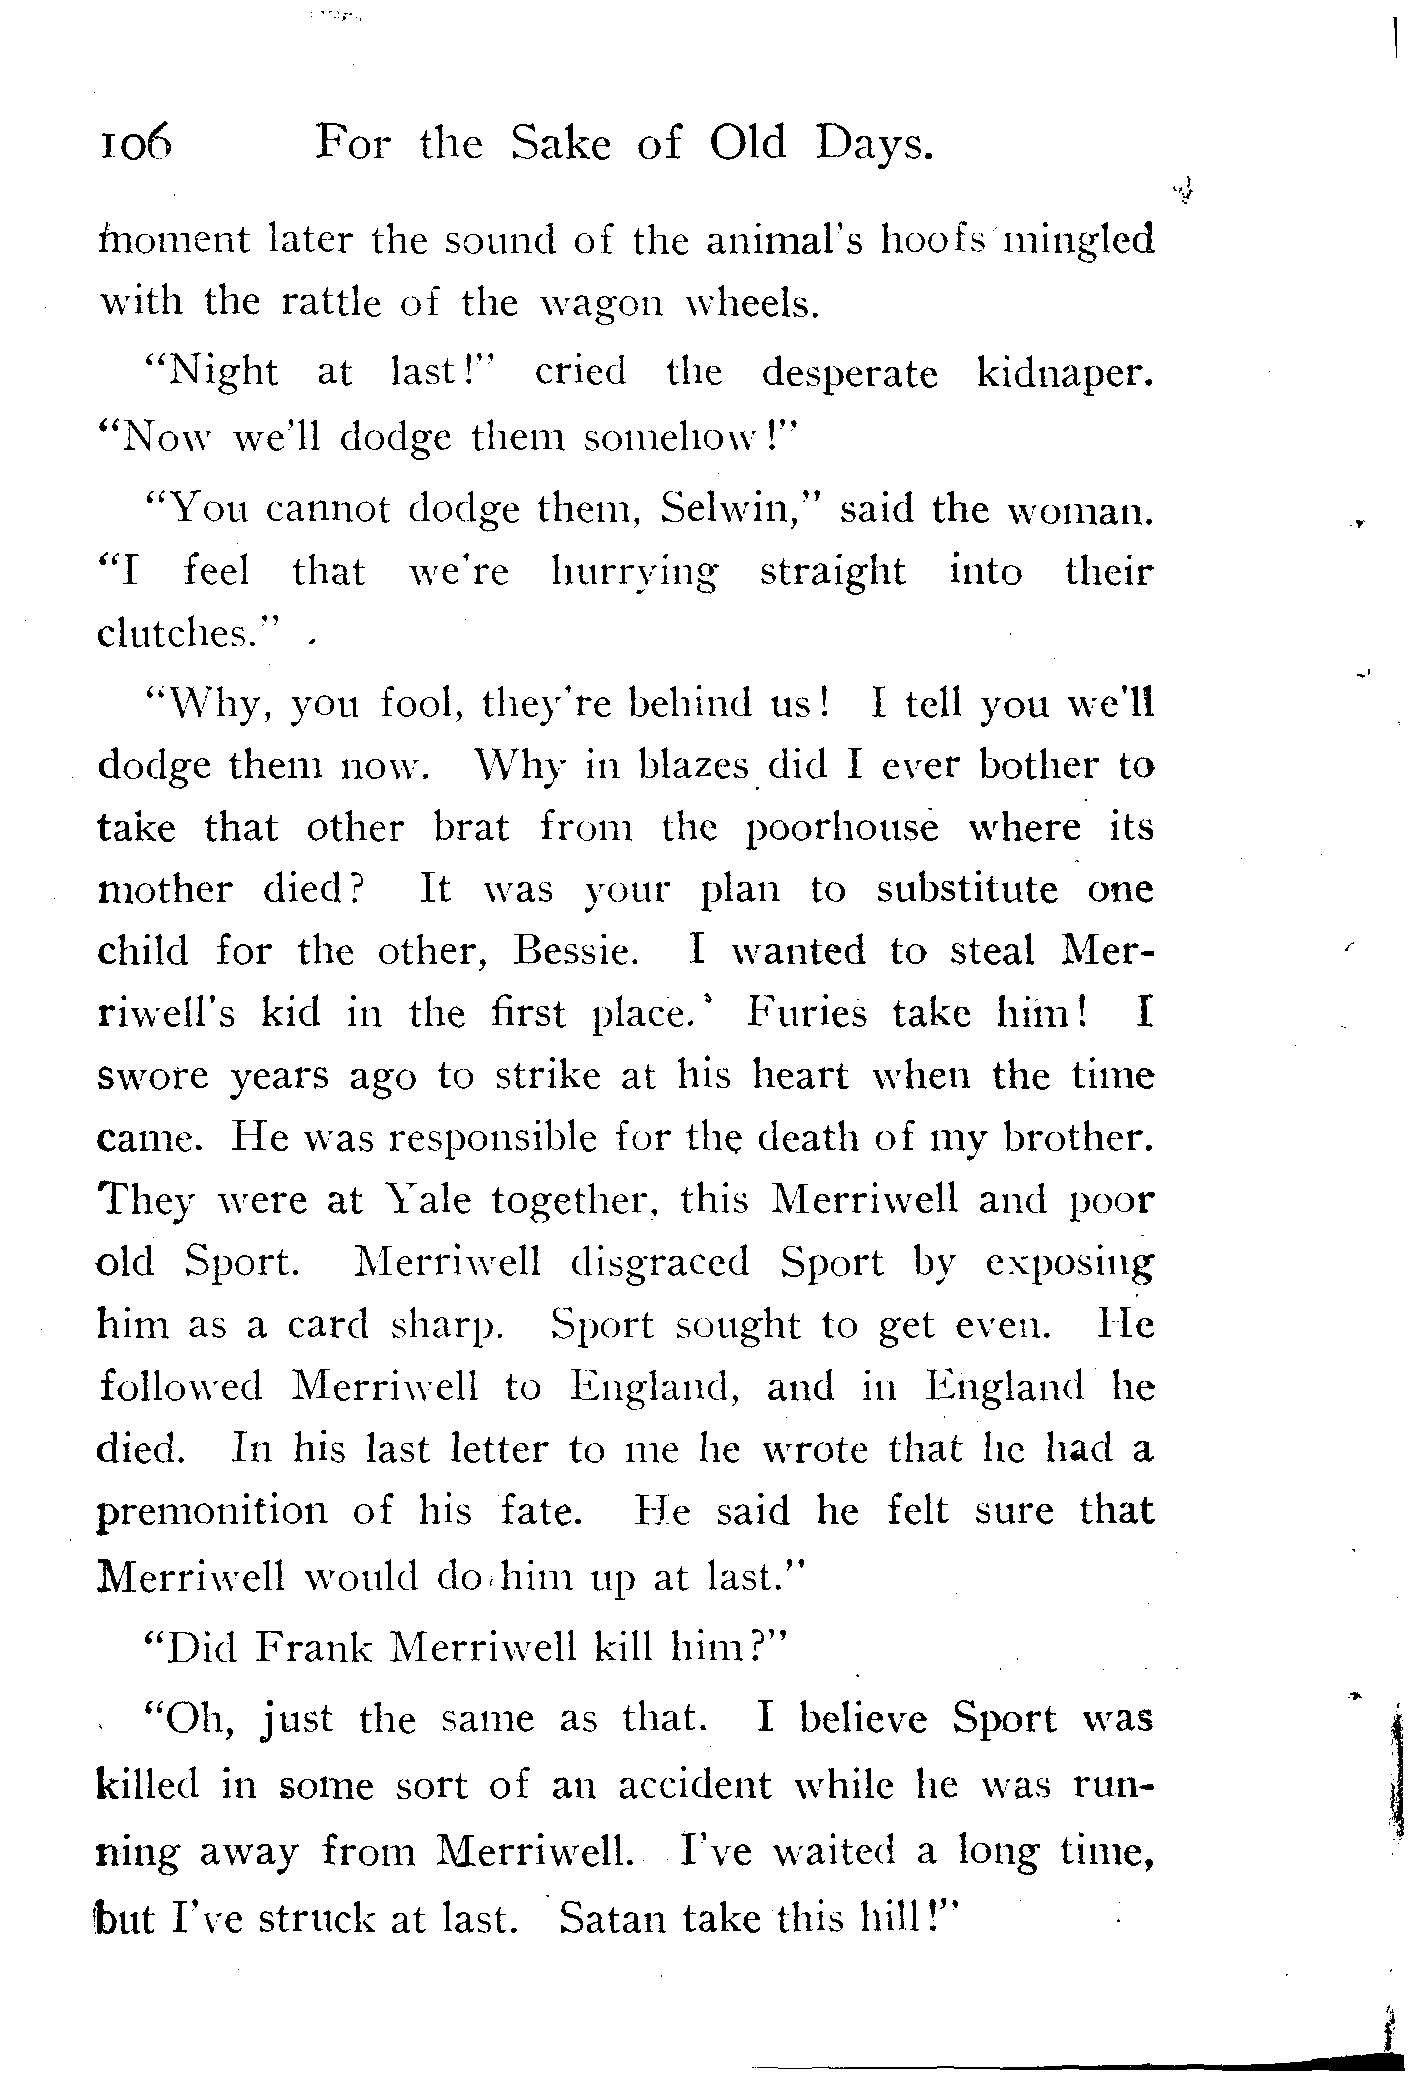 106 For the Sake of Old Days.
moment later the sound of the animal's hoofs mingled
with the rattle of the wagon wheels.
"Night at last!" cried the desperate kidnaper.
"Now we'll dodge them somehow!"
"You cannot dodge them, Selwin," said the woman.
"I feel that we're hurrying straight into their
clutches."
"Why, you fool, they're behind us! I tell you we'll
dodge them now. Why in blazes did I ever bother to
take that other brat from the poorhouse where its
mother died? It was your plan to substitute one
child for the other, Bessie. I wanted to steal Mer-
riwell's kid in the first place. Furies take him! I
swore years ago to strike at his heart when the time
came. He was responsible for the death of my brother.
They were at Yale together, this Merriwell and poor
old Sport. Merriwell disgraced Sport by exposing
him as a card sharp. Sport sought to get even. He
followed Merriwell to England, and in England he
died. In his last letter to me he wrote that he had a
premonition of his fate. He said he felt sure that
Merriwell would do him up at last."
"Did Frank Merriwell kill him?"
"Oh, just the same as that. I believe Sport was
killed in some sort of an accident while he was run-
ning away from Merriwell. I've waited a long time,
but I've struck at last. Satan take this hill!"